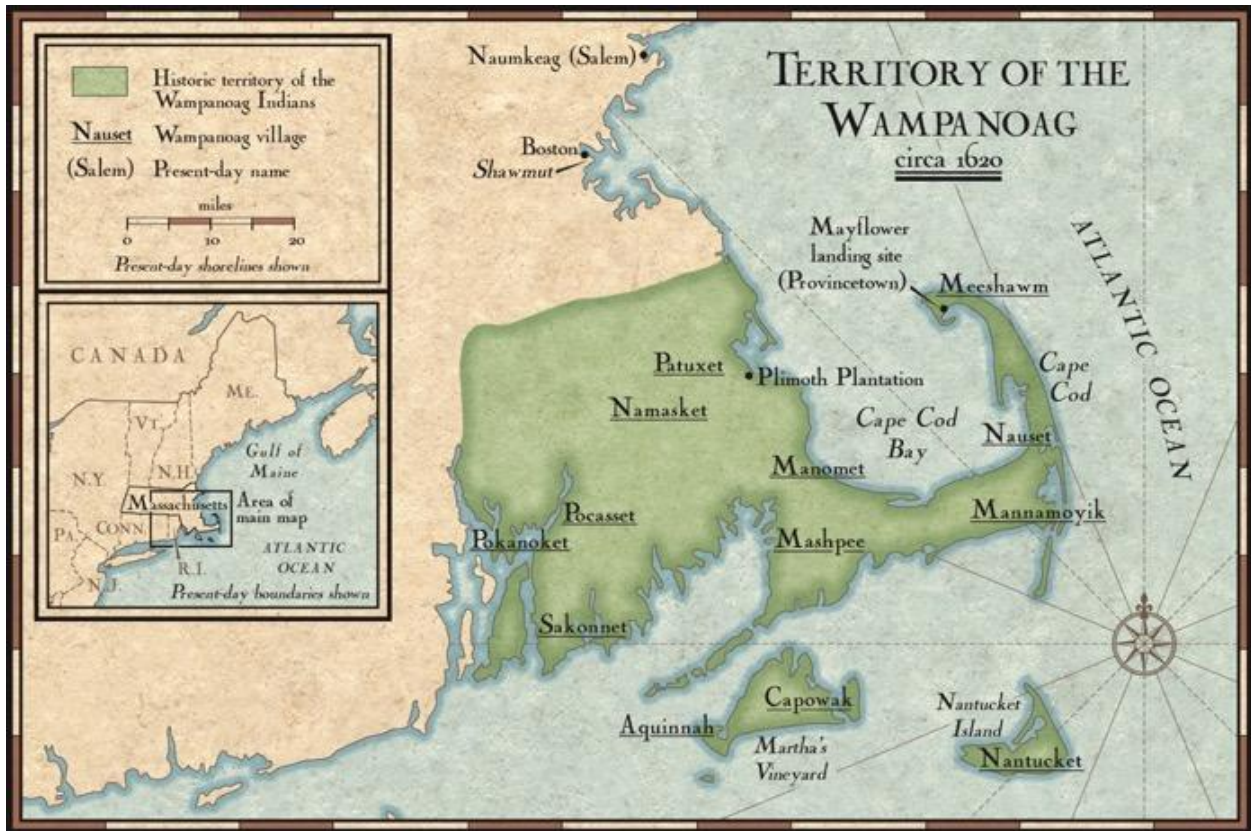 Historic territory of the
Wampanoag Indians
Nauset Wampanoag village
(Salem) Present-day name
miles
0 10 20
Present-day shorelines shown
CANADA
ME.
VT.
N.H.
N.Y.
Gulf of
Maine
Massachusetts
Area of
main map
CONN.
PA.
R.I.
N.J.
ATLANTIC
OCEAN
Present-day boundaries shown
TERRITORY OF THE
WAMPANOAG
circa 1620
Naumkeag (Salem)
Boston
Shawmut
Mayflower
landing site
(Provincetown)
Meeshawm
ATLANTIC OCEAN
Patuxet
Plimoth Plantation
Namasket
Cape
Cod
Cape Cod
Bay
Nauset
Manomet
Mannamoyik
Pocasset
Pokanoket
Mashpee
Sakonnet
Capowak
Aquinnah
Martha's
Vineyard
Nantucket
Island
Nantucket